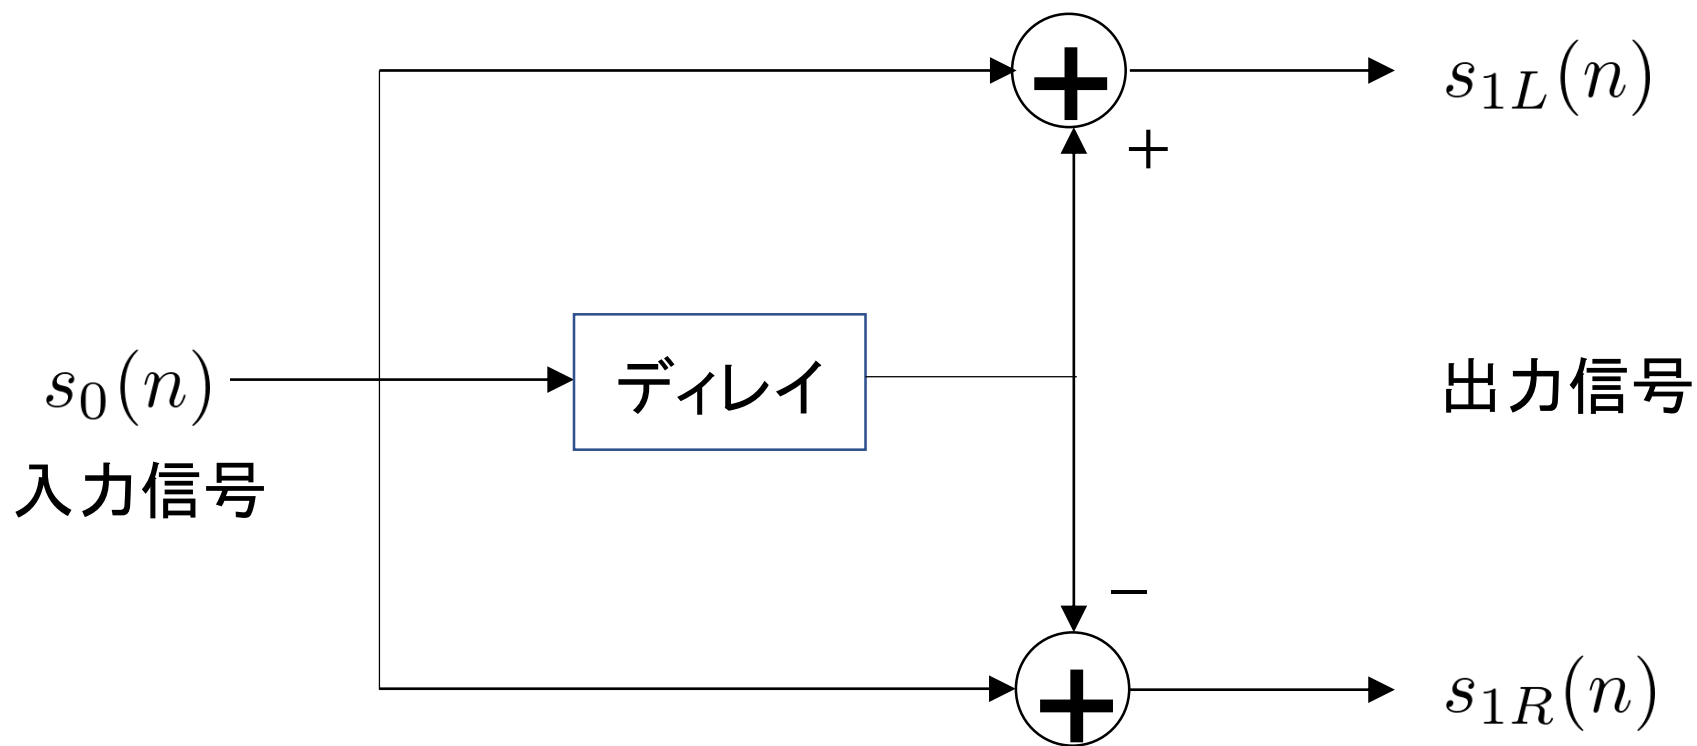 +
s_{1L}(n)
+
s_0(n)
入力信号
ディレイ
出力信号
−
+
s_{1R}(n)